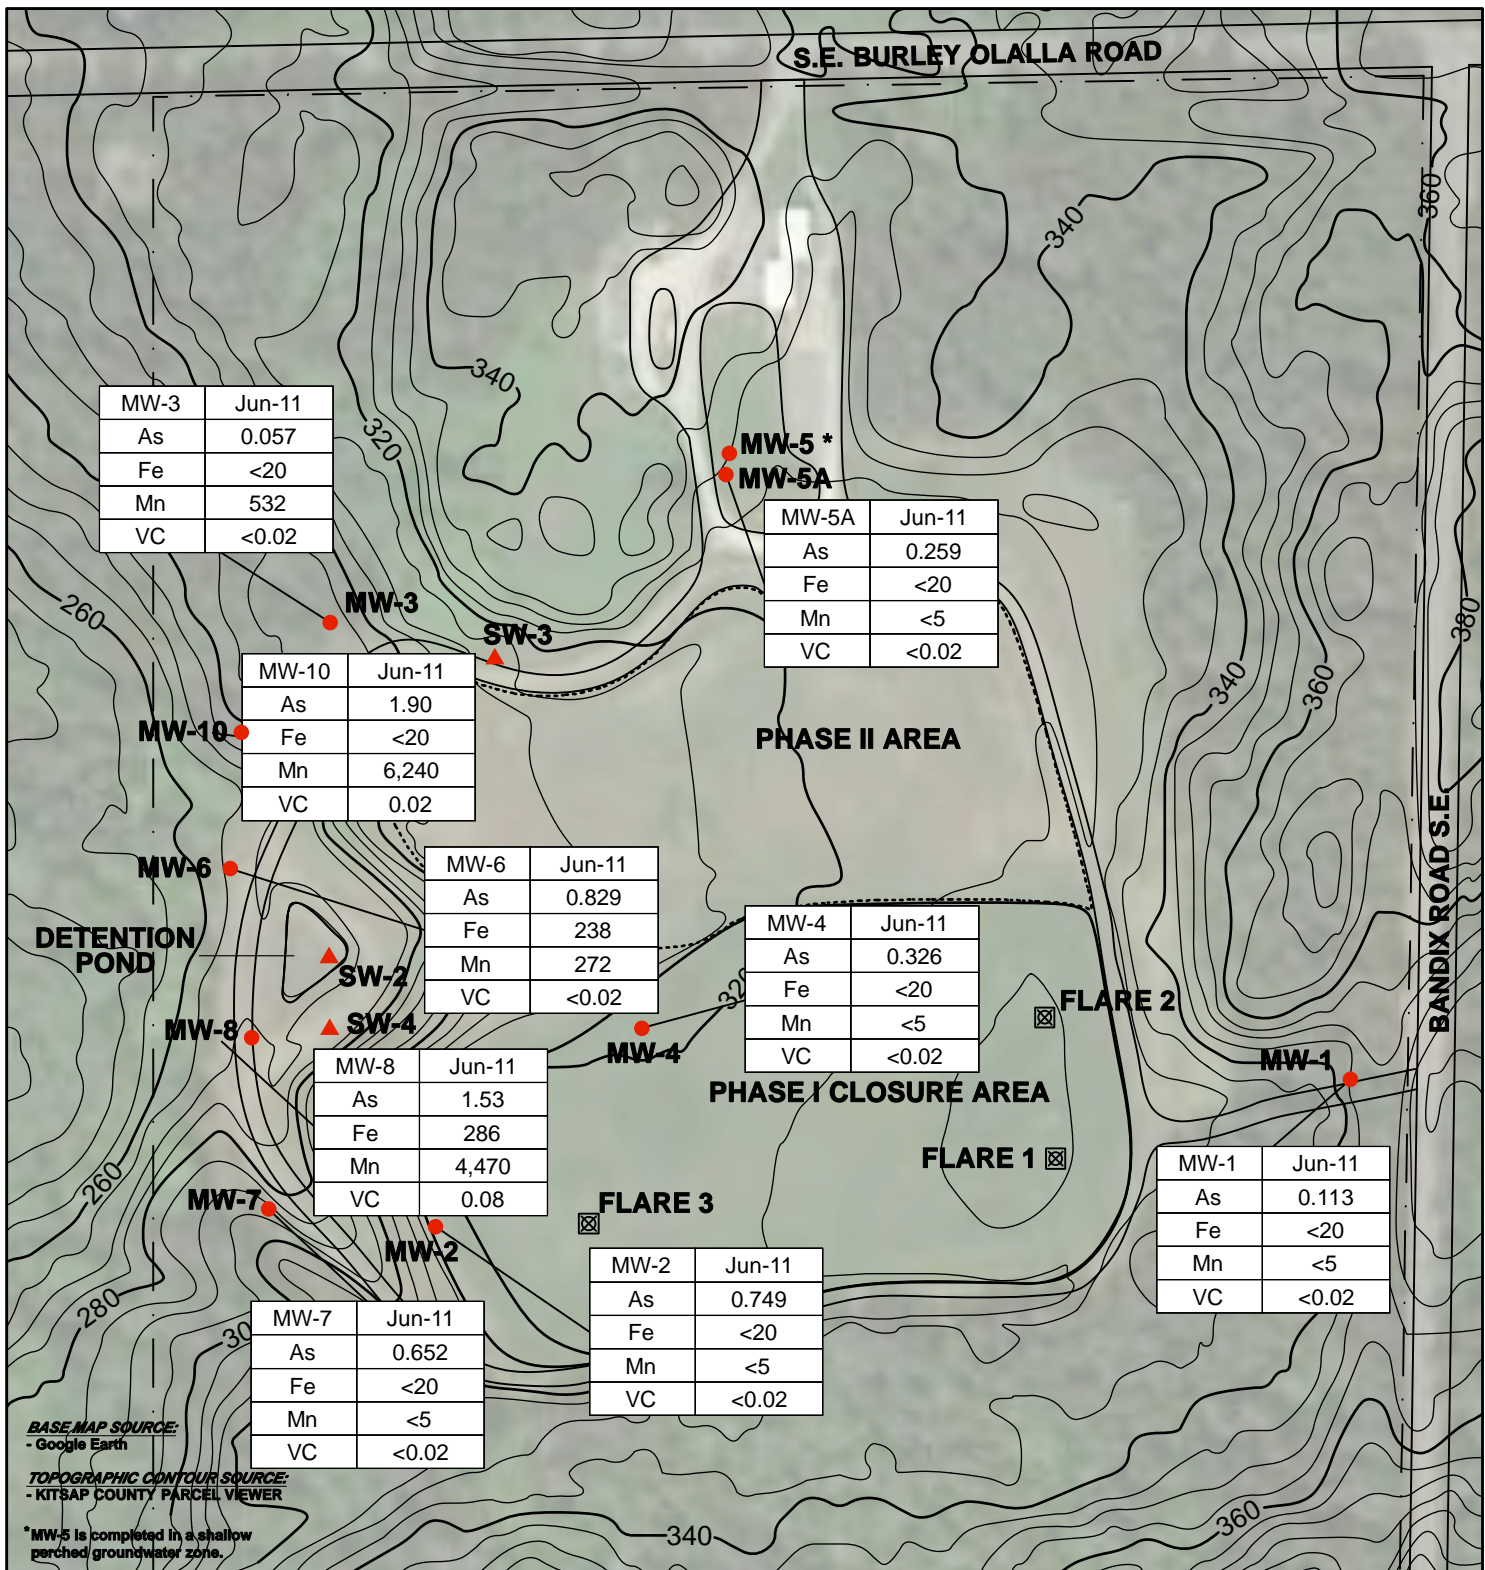 S.E. BURLEY OLALLA ROAD
360
340
340
320
MW-3 Jun-11
As 0.057
Fe <20
Mn 532
VC <0.02
MW-5 *
MW-5A
MW-5A Jun-11
As 0.259
Fe <20
Mn <5
VC <0.02
260
MW-3
SW-3
380
340
360
MW-10 Jun-11
As 1.90
Fe <20
Mn 6,240
VC 0.02
MW-10
PHASE II AREA
BANDIX ROAD S.E.
MW-6
MW-6 Jun-11
As 0.829
Fe 238
Mn 272
VC <0.02
DETENTION
POND
SW-2
MW-4 Jun-11
As 0.326
Fe <20
Mn <5
VC <0.02
320
FLARE 2
MW-8
SW-4
MW-4
MW-1
PHASE I CLOSURE AREA
MW-8 Jun-11
As 1.53
Fe 286
Mn 4,470
VC 0.08
FLARE 1
MW-1 Jun-11
As 0.113
Fe <20
Mn <5
VC <0.02
260
MW-7
FLARE 3
MW-2
MW-2 Jun-11
As 0.749
Fe <20
Mn <5
VC <0.02
280
MW-7 Jun-11
As 0.652
Fe <20
Mn <5
VC <0.02
BASE MAP SOURCE:
- Google Earth
TOPOGRAPHIC CONTOUR SOURCE:
- KITSAP COUNTY PARCEL VIEWER
*MW-5 is completed in a shallow
perched groundwater zone.
340
360